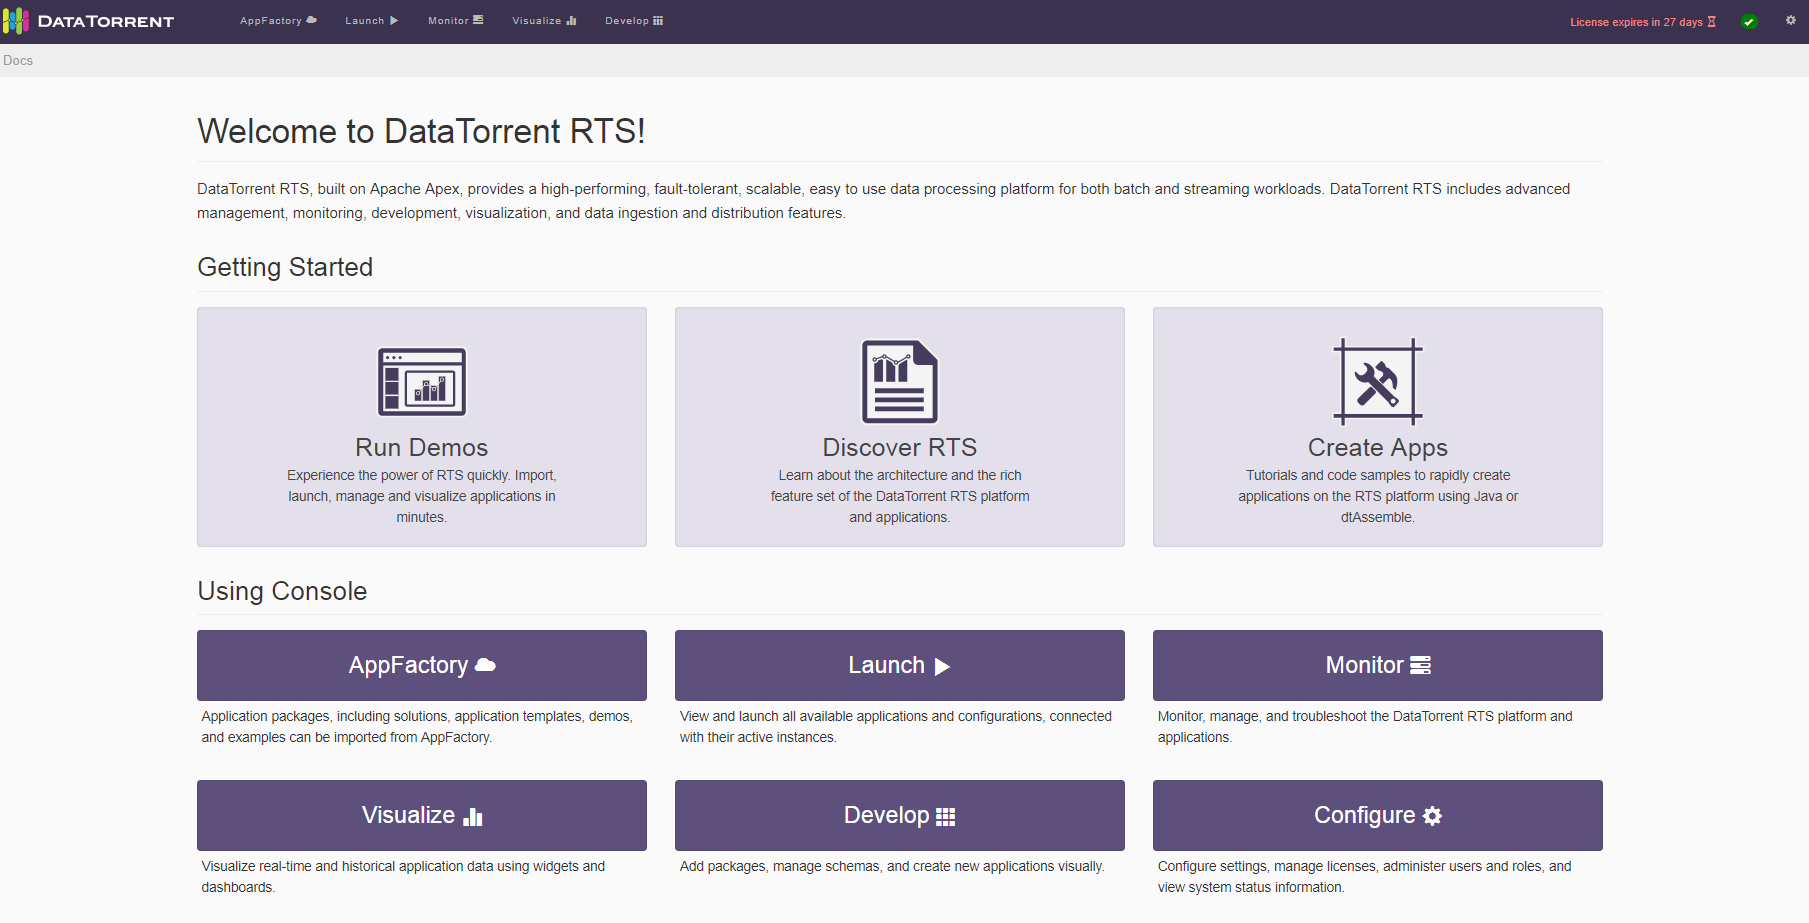 DATATORRENT
AppFactory
Launch
Monitor
Visualize
Develop
License expires in 27 days
Docs
Welcome to DataTorrent RTS!
DataTorrent RTS, built on Apache Apex, provides a high-performing, fault-tolerant, scalable, easy to use data processing platform for both batch and streaming workloads. DataTorrent RTS includes advanced
management, monitoring, development, visualization, and data ingestion and distribution features.
Getting Started
Run Demos
Experience the power of RTS quickly. Import,
launch, manage and visualize applications in
minutes.
Discover RTS
Learn about the architecture and the rich
feature set of the DataTorrent RTS platform
and applications.
Create Apps
Tutorials and code samples to rapidly create
applications on the RTS platform using Java or
dtAssemble.
Using Console
AppFactory
Application packages, including solutions, application templates, demos,
and examples can be imported from AppFactory.
Launch
View and launch all available applications and configurations, connected
with their active instances.
Monitor
Monitor, manage, and troubleshoot the DataTorrent RTS platform and
applications.
Visualize
Visualize real-time and historical application data using widgets and
dashboards.
Develop
Add packages, manage schemas, and create new applications visually.
Configure
Configure settings, manage licenses, administer users and roles, and
view system status information.